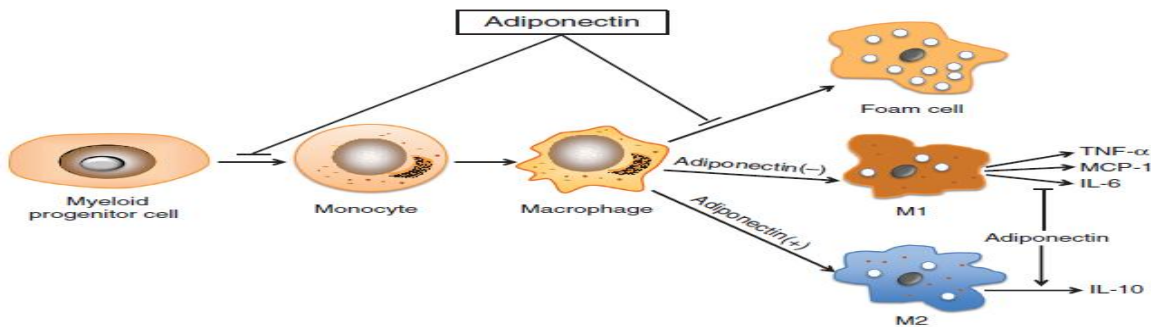 Adiponectin
Foam cell
Myeloid
progenitor cell
Monocyte
Macrophage
Adiponectin(−)
M1
TNF-α
MCP-1
IL-6
Adiponectin(+)
Adiponectin
M2
IL-10